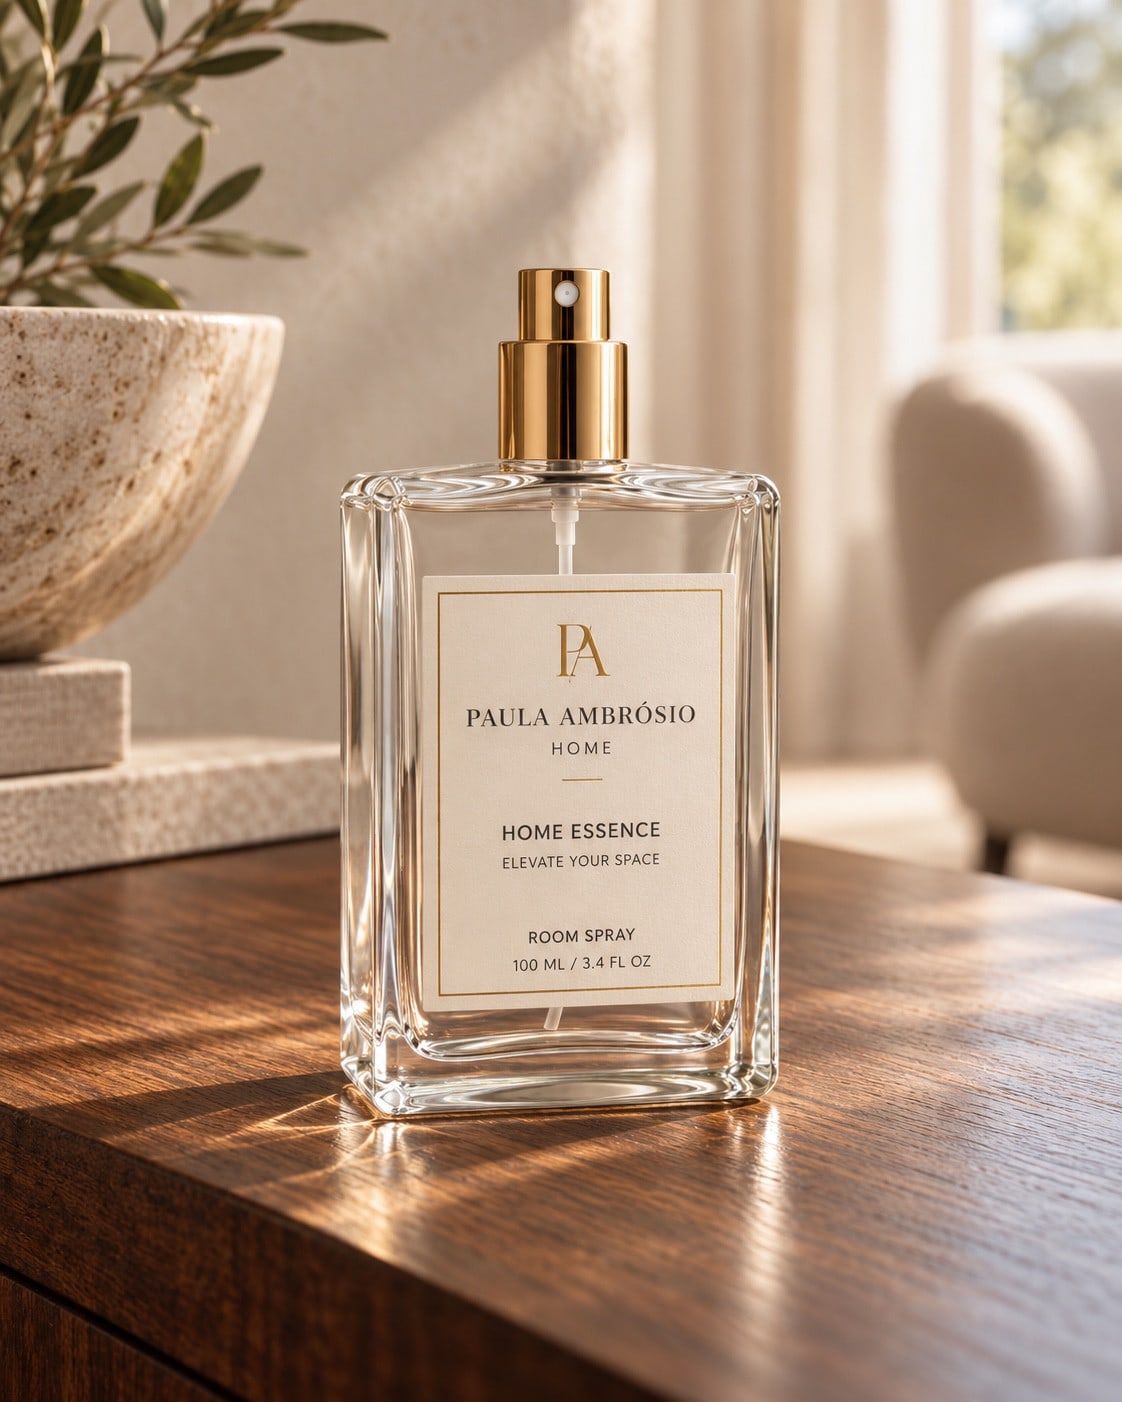 PA
PAULA AMBRÓSIO
HOME
HOME ESSENCE
ELEVATE YOUR SPACE
ROOM SPRAY
100 ML / 3.4 FL OZ